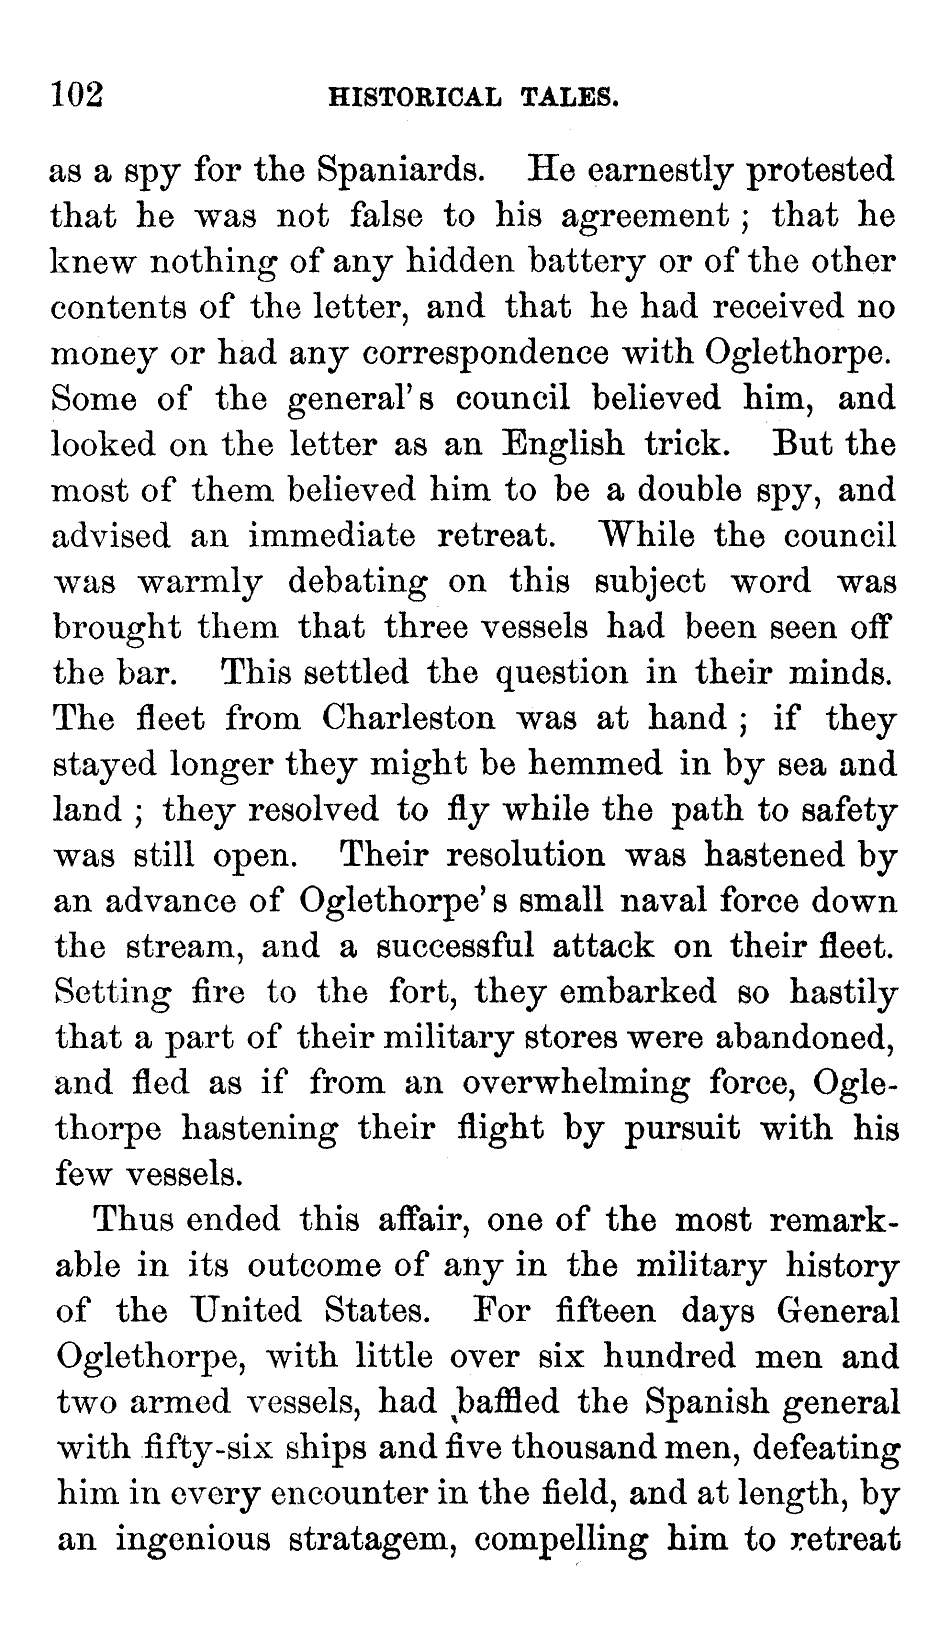 102 HISTORICAL TALES.
as a spy for the Spaniards. He earnestly protested
that he was not false to his agreement ; that he
knew nothing of any hidden battery or of the other
contents of the letter, and that he had received no
money or had any correspondence with Oglethorpe.
Some of the general's council believed him, and
looked on the letter as an English trick. But the
most of them believed him to be a double spy, and
advised an immediate retreat. While the council
was warmly debating on this subject word was
brought them that three vessels had been seen off
the bar. This settled the question in their minds.
The fleet from Charleston was at hand ; if they
stayed longer they might be hemmed in by sea and
land ; they resolved to fly while the path to safety
was still open. Their resolution was hastened by
an advance of Oglethorpe's small naval force down
the stream, and a successful attack on their fleet.
Setting fire to the fort, they embarked so hastily
that a part of their military stores were abandoned,
and fled as if from an overwhelming force, Ogle-
thorpe hastening their flight by pursuit with his
few vessels.
Thus ended this affair, one of the most remark-
able in its outcome of any in the military history
of the United States. For fifteen days General
Oglethorpe, with little over six hundred men and
two armed vessels, had baffled the Spanish general
with fifty-six ships and five thousand men, defeating
him in every encounter in the field, and at length, by
an ingenious stratagem, compelling him to retreat